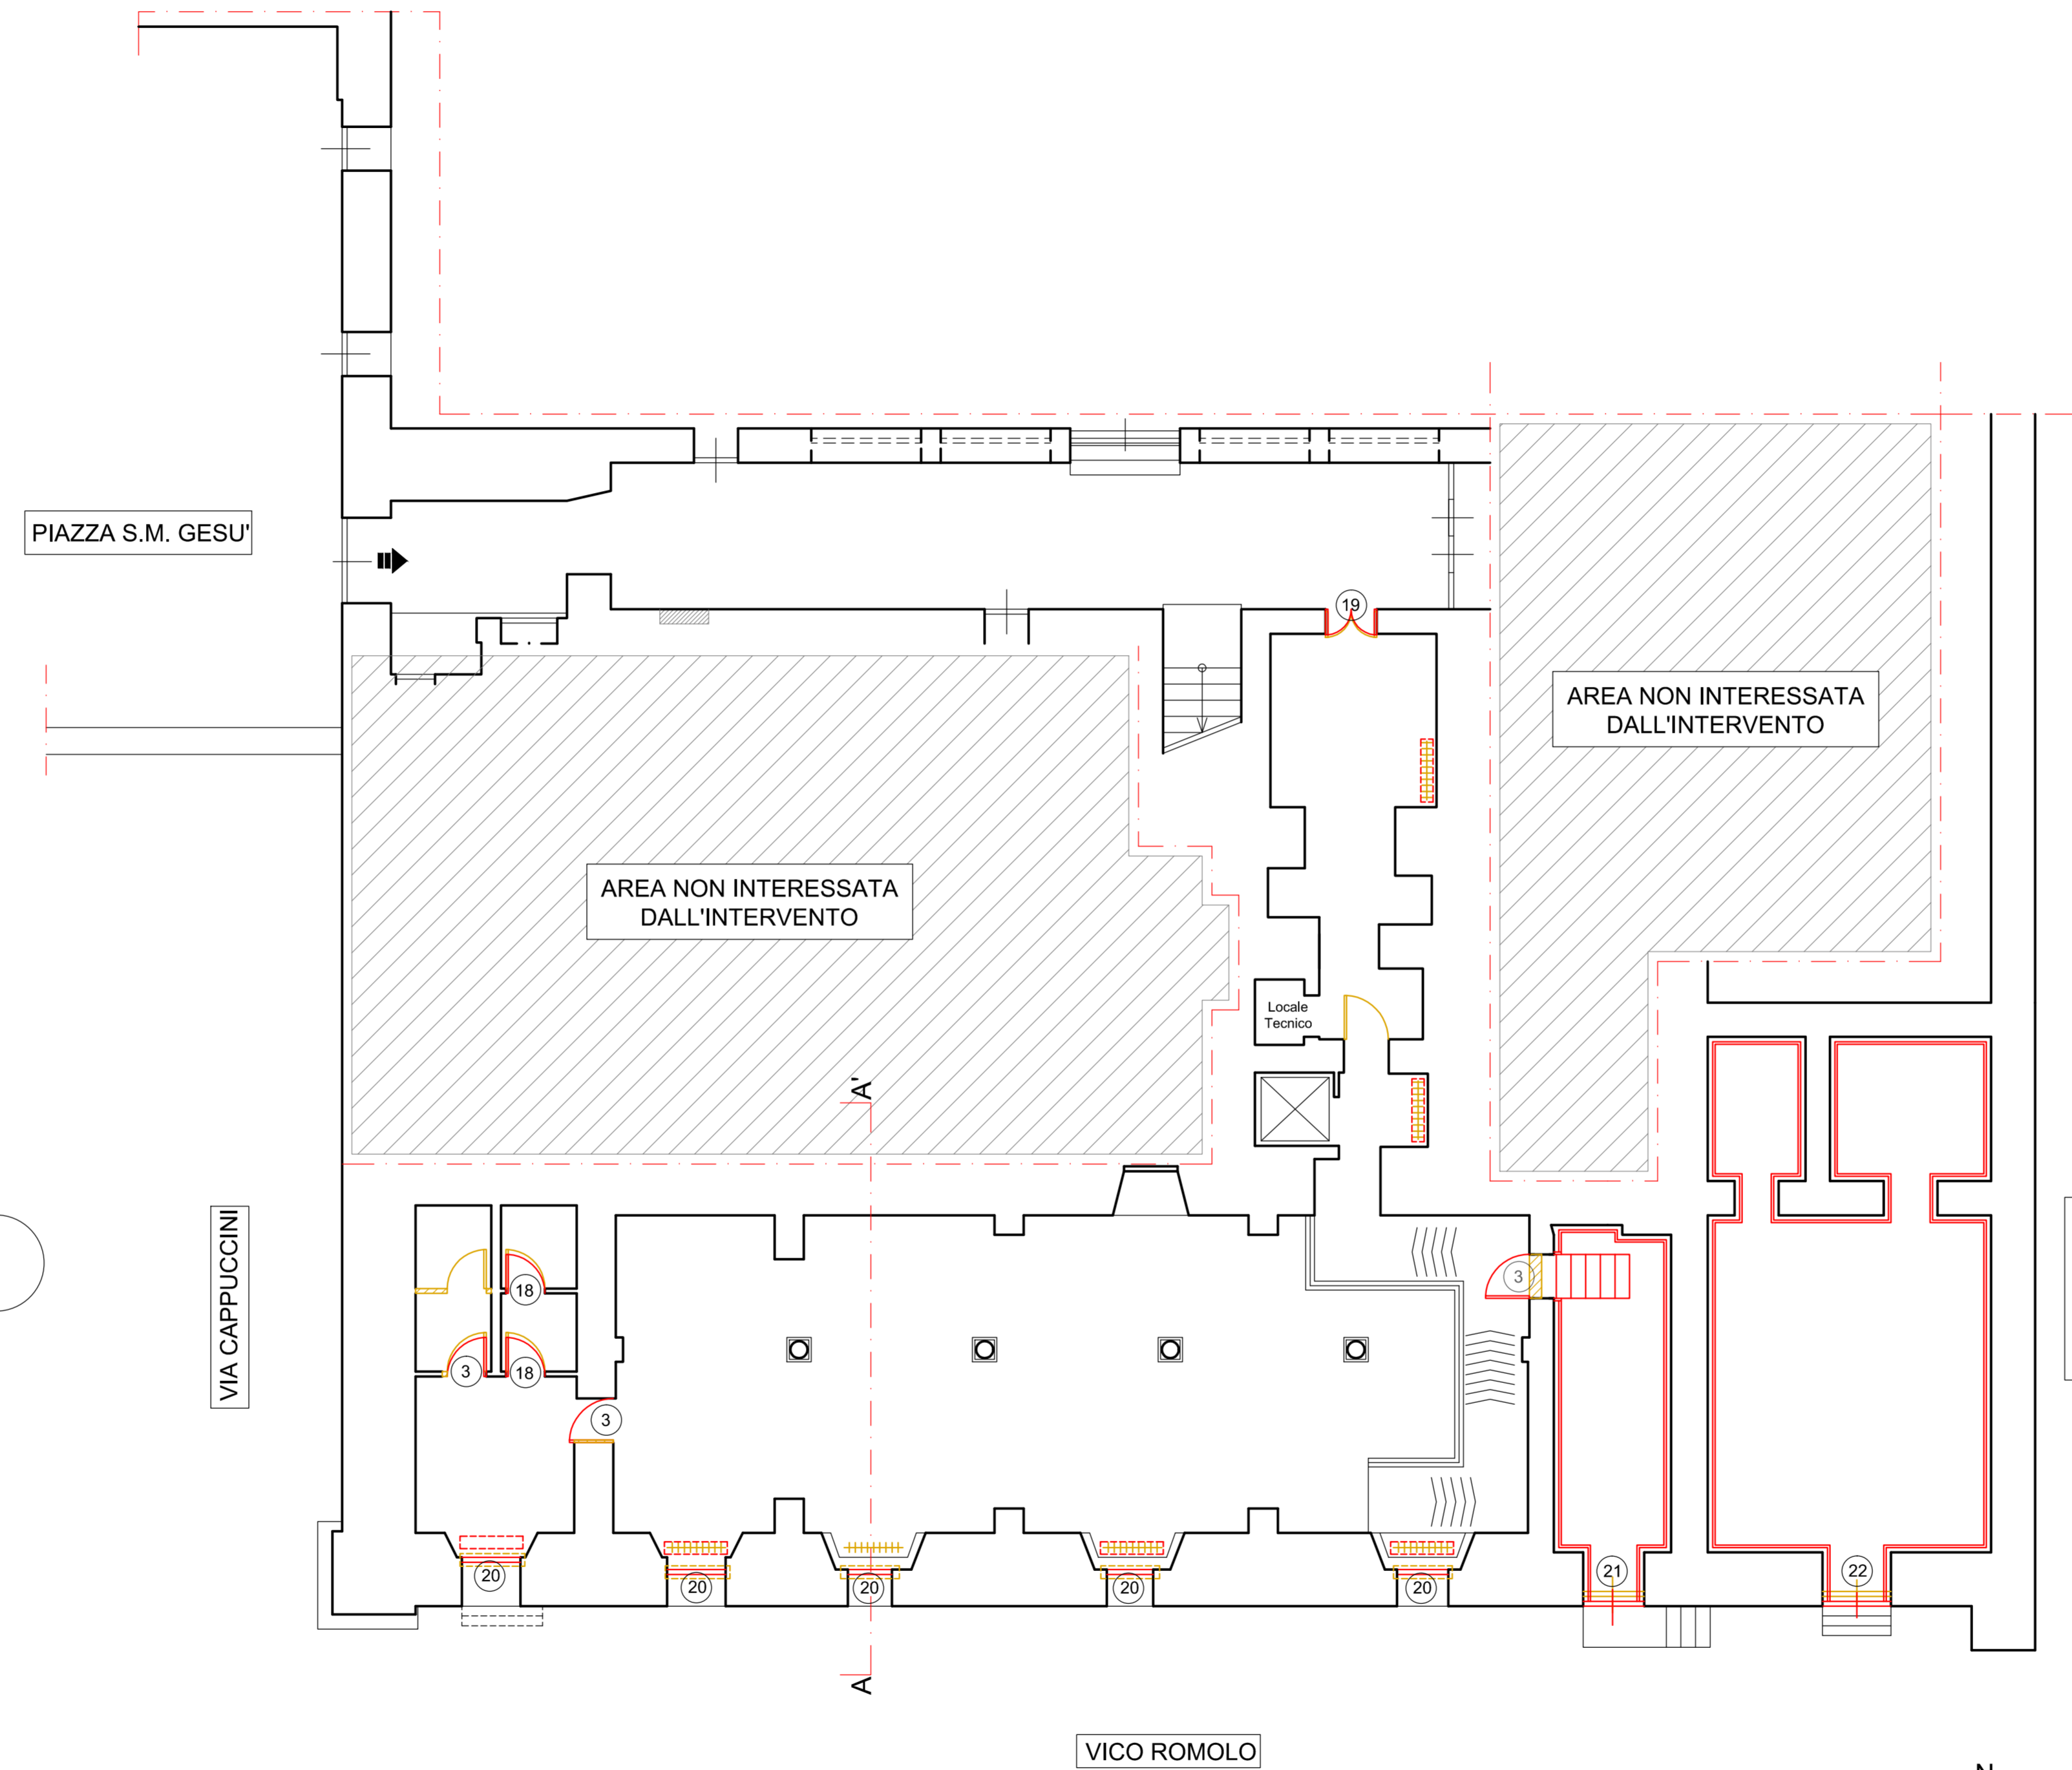 PIAZZA S.M. GESU'
19
AREA NON INTERESSATA
DALL'INTERVENTO
AREA NON INTERESSATA
DALL'INTERVENTO
Locale
Tecnico
A'
VIA CAPPUCCINI
18
3
3
18
3
20
20
20
20
20
21
22
A
VICO ROMOLO
N